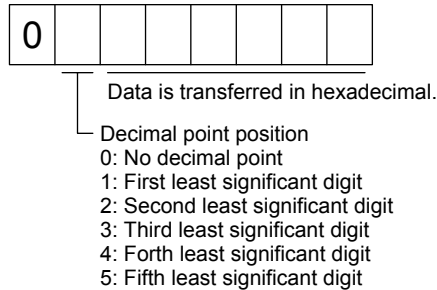 0
Data is transferred in hexadecimal.
Decimal point position
0: No decimal point
1: First least significant digit
2: Second least significant digit
3: Third least significant digit
4: Forth least significant digit
5: Fifth least significant digit